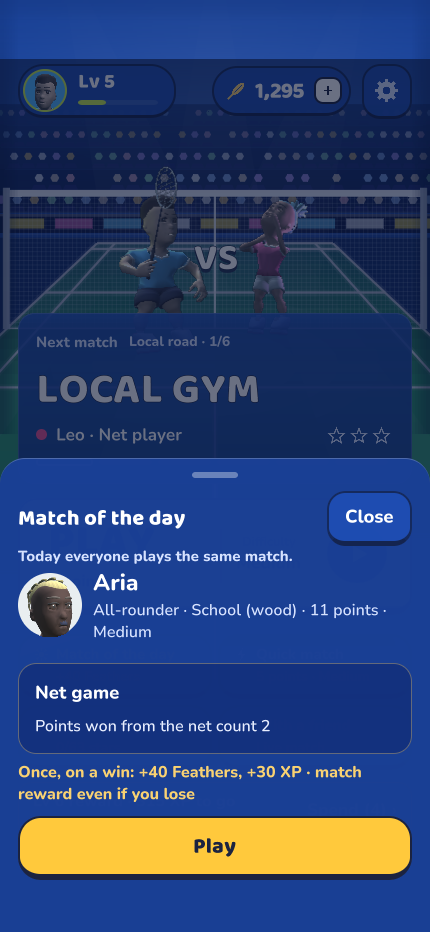 Lv 5
1,295
+
VS
Next match Local road · 1/6
LOCAL GYM
Leo · Net player
Match of the day
Close
Today everyone plays the same match.
Aria
All-rounder · School (wood) · 11 points ·
Medium
Net game
Points won from the net count 2
Once, on a win: +40 Feathers, +30 XP · match
reward even if you lose
Play